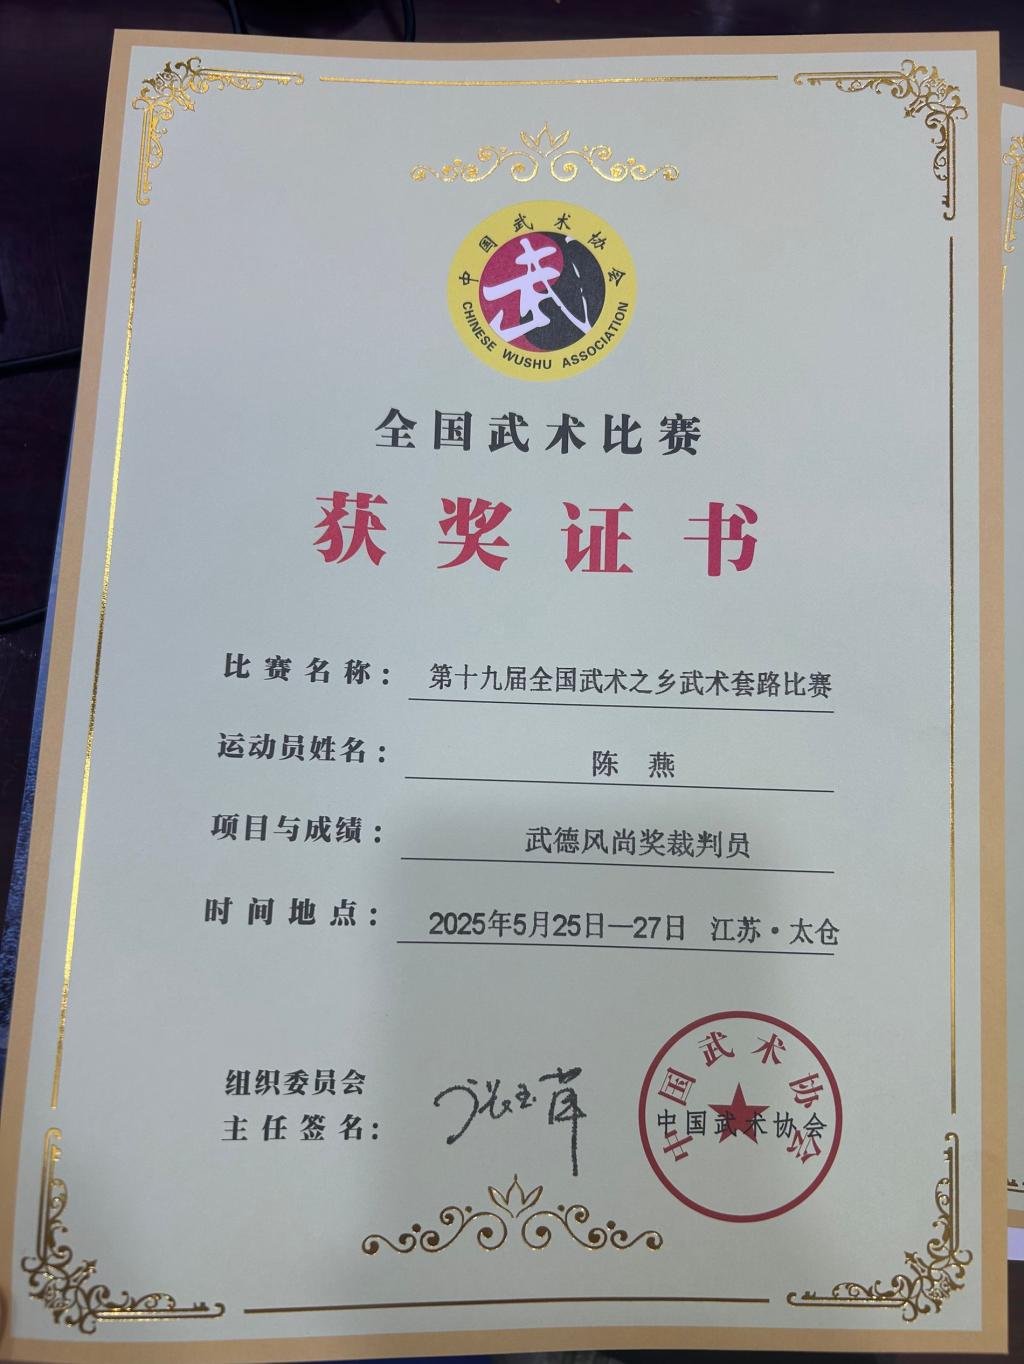 中国武术协会
武
CHINESE WUSHU ASSOCIATION
全国武术比赛
获奖证书
比赛名称：第十九届全国武术之乡武术套路比赛
运动员姓名：陈 燕
项目与成绩：武德风尚奖裁判员
时间地点：2025年5月25日—27日 江苏·太仓
组织委员会
主任签名：
中国武术协会
中国武术协会